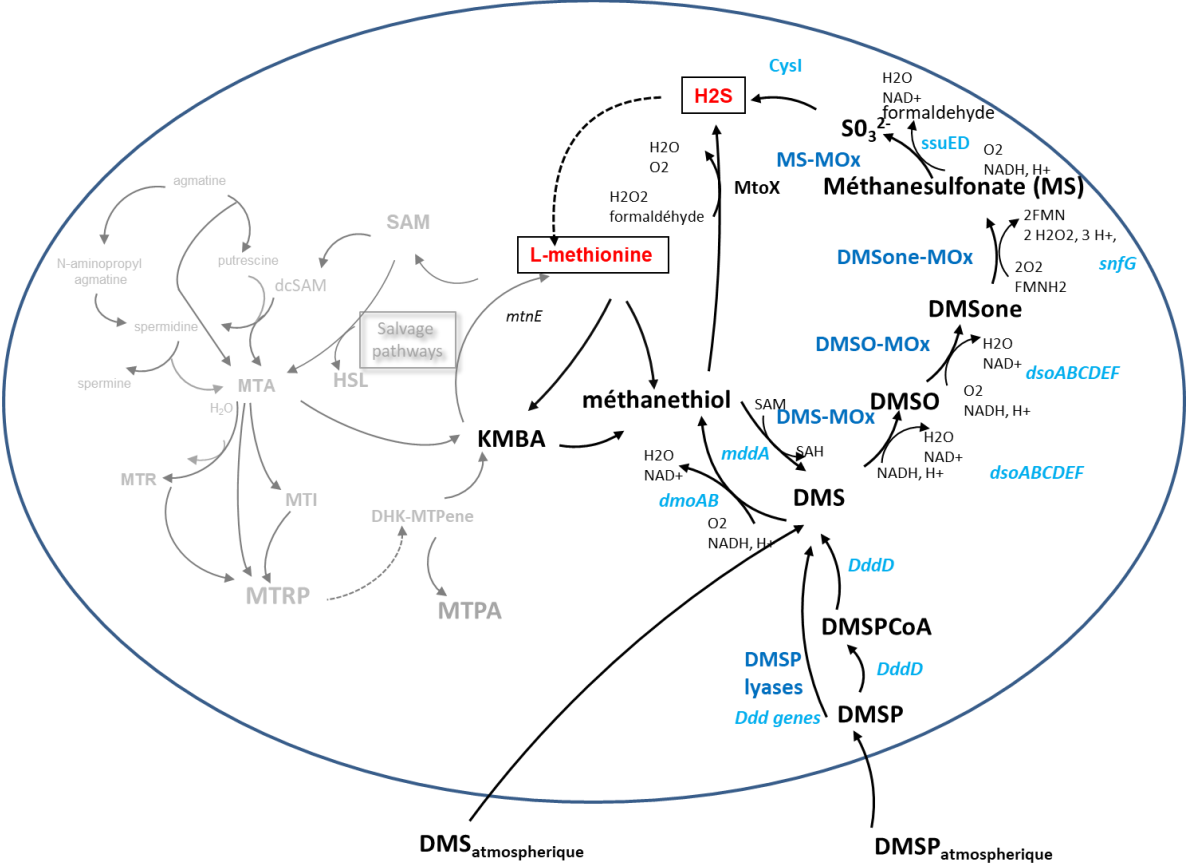 CysI
H2O
NAD+
formaldehyde
H2S
S0₃²⁻
ssuED
O2
NADH, H+
H2O
O2
MS-MOx
MtoX
Méthanesulfonate (MS)
H2O2
formaldéhyde
agmatine
SAM
2FMN
2 H2O2, 3 H+,
L-methionine
DMSone-MOx
snfG
N-aminopropyl
agmatine
putrescine
dcSAM
2O2
FMNH2
DMSone
mtnE
spermidine
Salvage
pathways
DMSO-MOx
H2O
NAD+
dsoABCDEF
spermine
MTA
HSL
O2
NADH, H+
H₂O
méthanethiol
SAM
DMS-MOx
DMSO
KMBA
mddA
SAH
H2O
NAD+
H2O
NAD+
NADH, H+
dsoABCDEF
MTR
MTI
dmoAB
DMS
DHK-MTPene
O2
NADH, H+
DddD
MTRP
MTPA
DMSPCoA
DMSP
lyases
DddD
Ddd genes
DMSP
DMSatmospherique
DMSPatmospherique